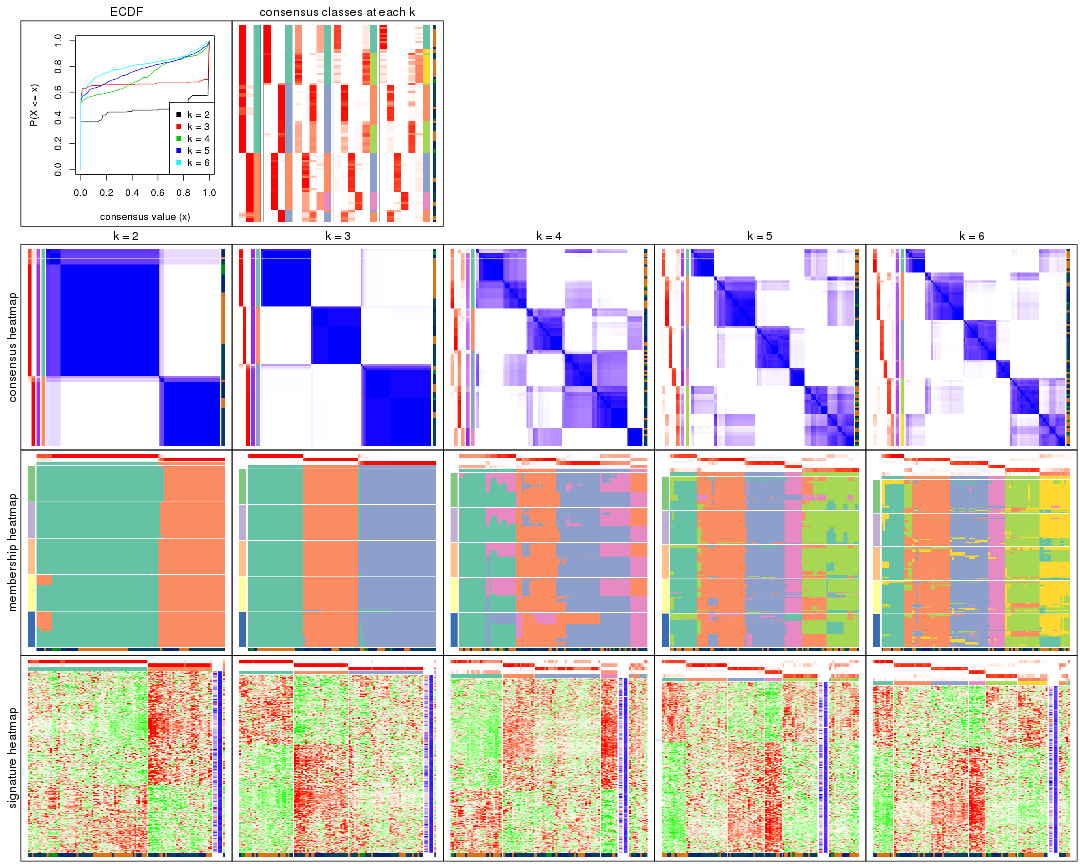 ECDF
consensus classes at each k
P(X <= x)
0.0 0.2 0.4 0.6 0.8 1.0
k = 2
k = 3
k = 4
k = 5
k = 6
0.0 0.2 0.4 0.6 0.8 1.0
consensus value (x)
k = 2 k = 3 k = 4 k = 5 k = 6
consensus heatmap
membership heatmap
signature heatmap